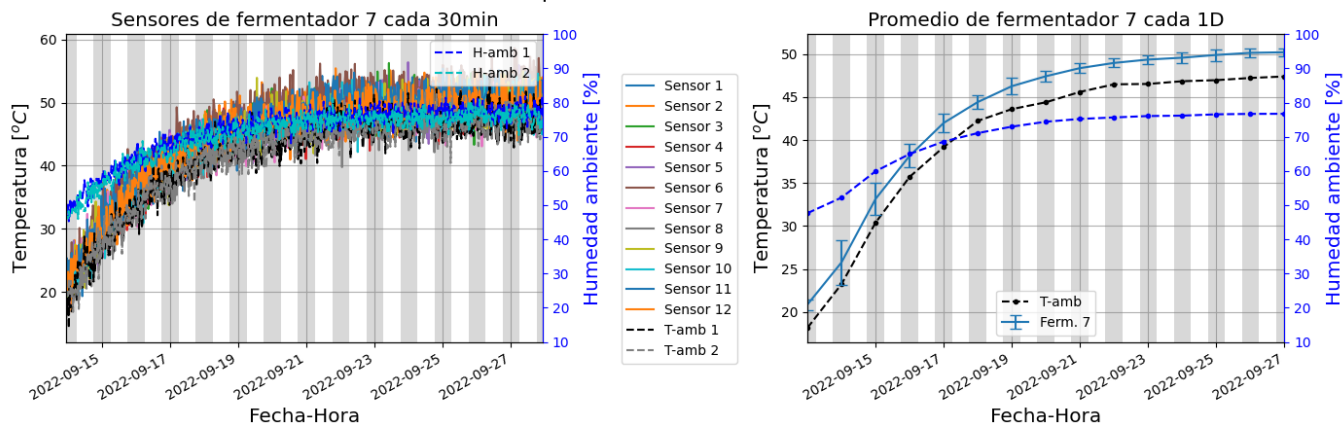 Sensores de fermentador 7 cada 30min
60
50
40
30
20
Temperatura [°C]
H-amb 1
H-amb 2
100
90
80
70
60
50
40
30
20
10
Humedad ambiente [%]
2022-09-15
2022-09-17
2022-09-19
2022-09-21
2022-09-23
2022-09-25
2022-09-27
Fecha-Hora
Sensor 1
Sensor 2
Sensor 3
Sensor 4
Sensor 5
Sensor 6
Sensor 7
Sensor 8
Sensor 9
Sensor 10
Sensor 11
Sensor 12
T-amb 1
T-amb 2
Promedio de fermentador 7 cada 1D
50
45
40
35
30
25
20
Temperatura [°C]
T-amb
Ferm. 7
100
90
80
70
60
50
40
30
20
10
Humedad ambiente [%]
2022-09-15
2022-09-17
2022-09-19
2022-09-21
2022-09-23
2022-09-25
2022-09-27
Fecha-Hora